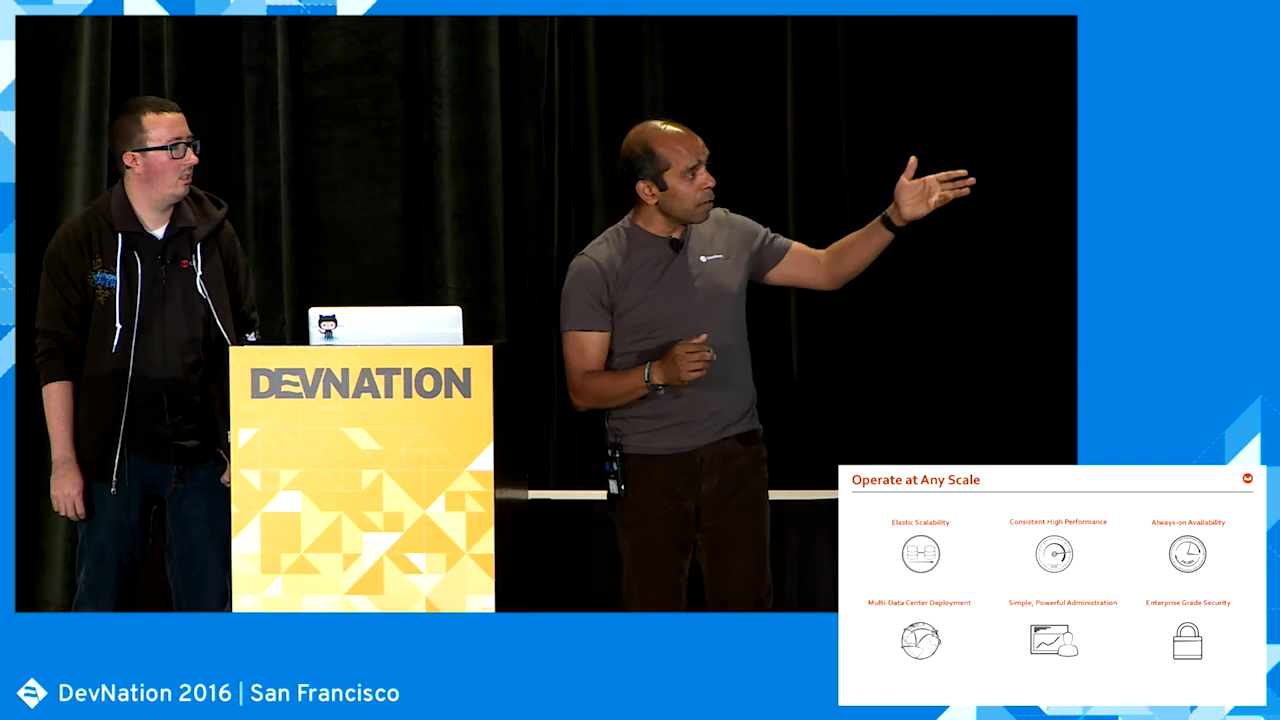 DEVNATION
Operate at Any Scale
Elastic Scalability
Consistent High Performance
Always-on Availability
Multi-Data Center Deployment
Simple, Powerful Administration
Enterprise Grade Security
DevNation 2016 | San Francisco